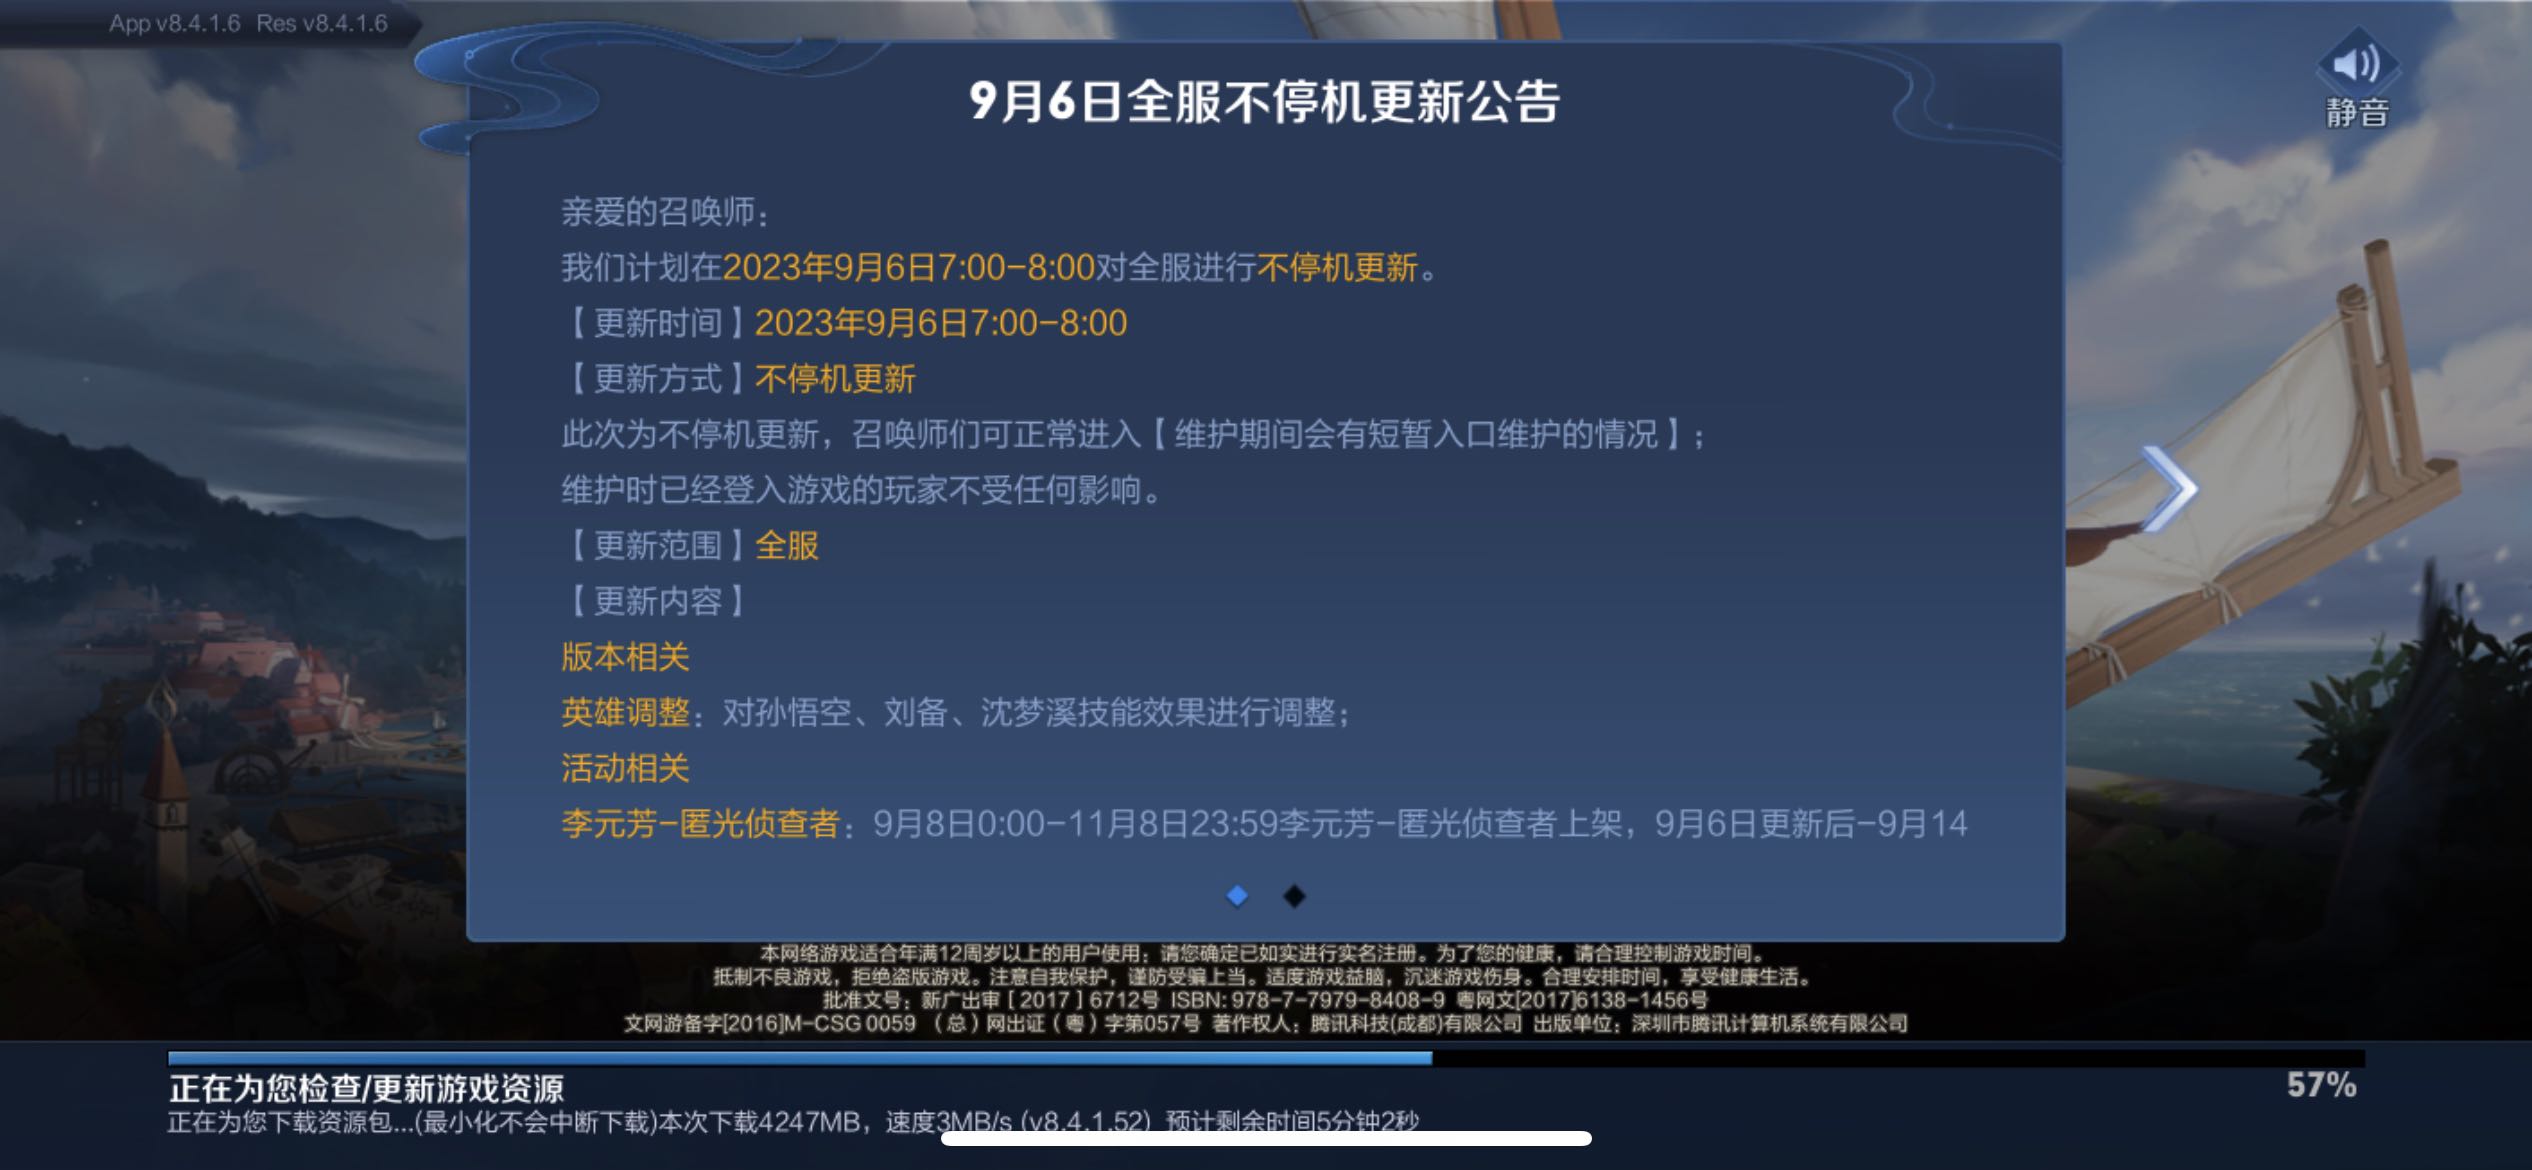 App v8.4.1.6 Res v8.4.1.6
静音
9月6日全服不停机更新公告
亲爱的召唤师：
我们计划在2023年9月6日7:00-8:00对全服进行不停机更新。
【更新时间】2023年9月6日7:00-8:00
【更新方式】不停机更新
此次为不停机更新，召唤师们可正常进入【维护期间会有短暂入口维护的情况】；
维护时已经登入游戏的玩家不受任何影响。
【更新范围】全服
【更新内容】
版本相关
英雄调整：对孙悟空、刘备、沈梦溪技能效果进行调整；
活动相关
李元芳-匿光侦查者：9月8日0:00-11月8日23:59李元芳-匿光侦查者上架，9月6日更新后-9月14
本网络游戏适合年满12周岁以上的用户使用；请您确定已如实进行实名注册。为了您的健康，请合理控制游戏时间。
抵制不良游戏，拒绝盗版游戏。注意自我保护，谨防受骗上当。适度游戏益脑，沉迷游戏伤身。合理安排时间，享受健康生活。
批准文号：新广出审［2017］6712号 ISBN: 978-7-7979-8408-9 粤网文[2017]6138-1456号
文网游备字[2016]M-CSG 0059 （总）网出证（粤）字第057号 著作权人：腾讯科技(成都)有限公司 出版单位：深圳市腾讯计算机系统有限公司
正在为您检查/更新游戏资源
57%
正在为您下载资源包...(最小化不会中断下载)本次下载4247MB，速度3MB/s (v8.4.1.52) 预计剩余时间5分钟2秒